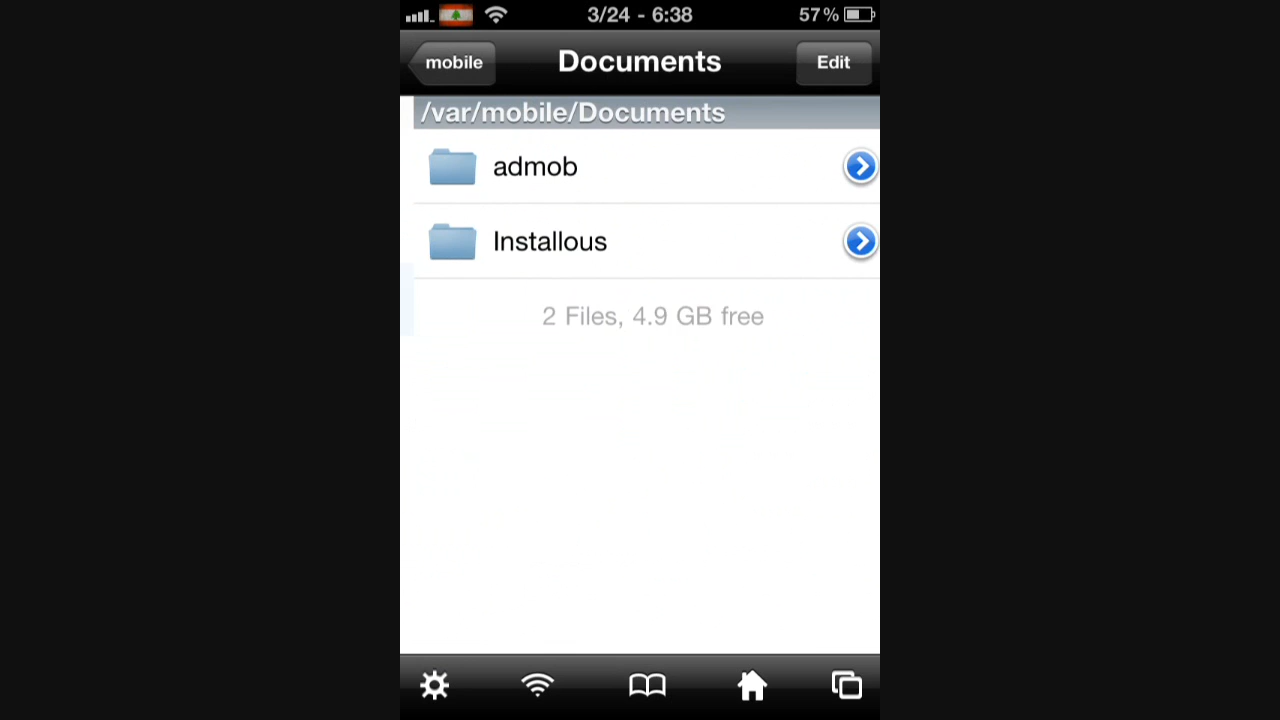 3/24 - 6:38
57%
mobile
Documents
Edit
/var/mobile/Documents
admob
Installous
2 Files, 4.9 GB free